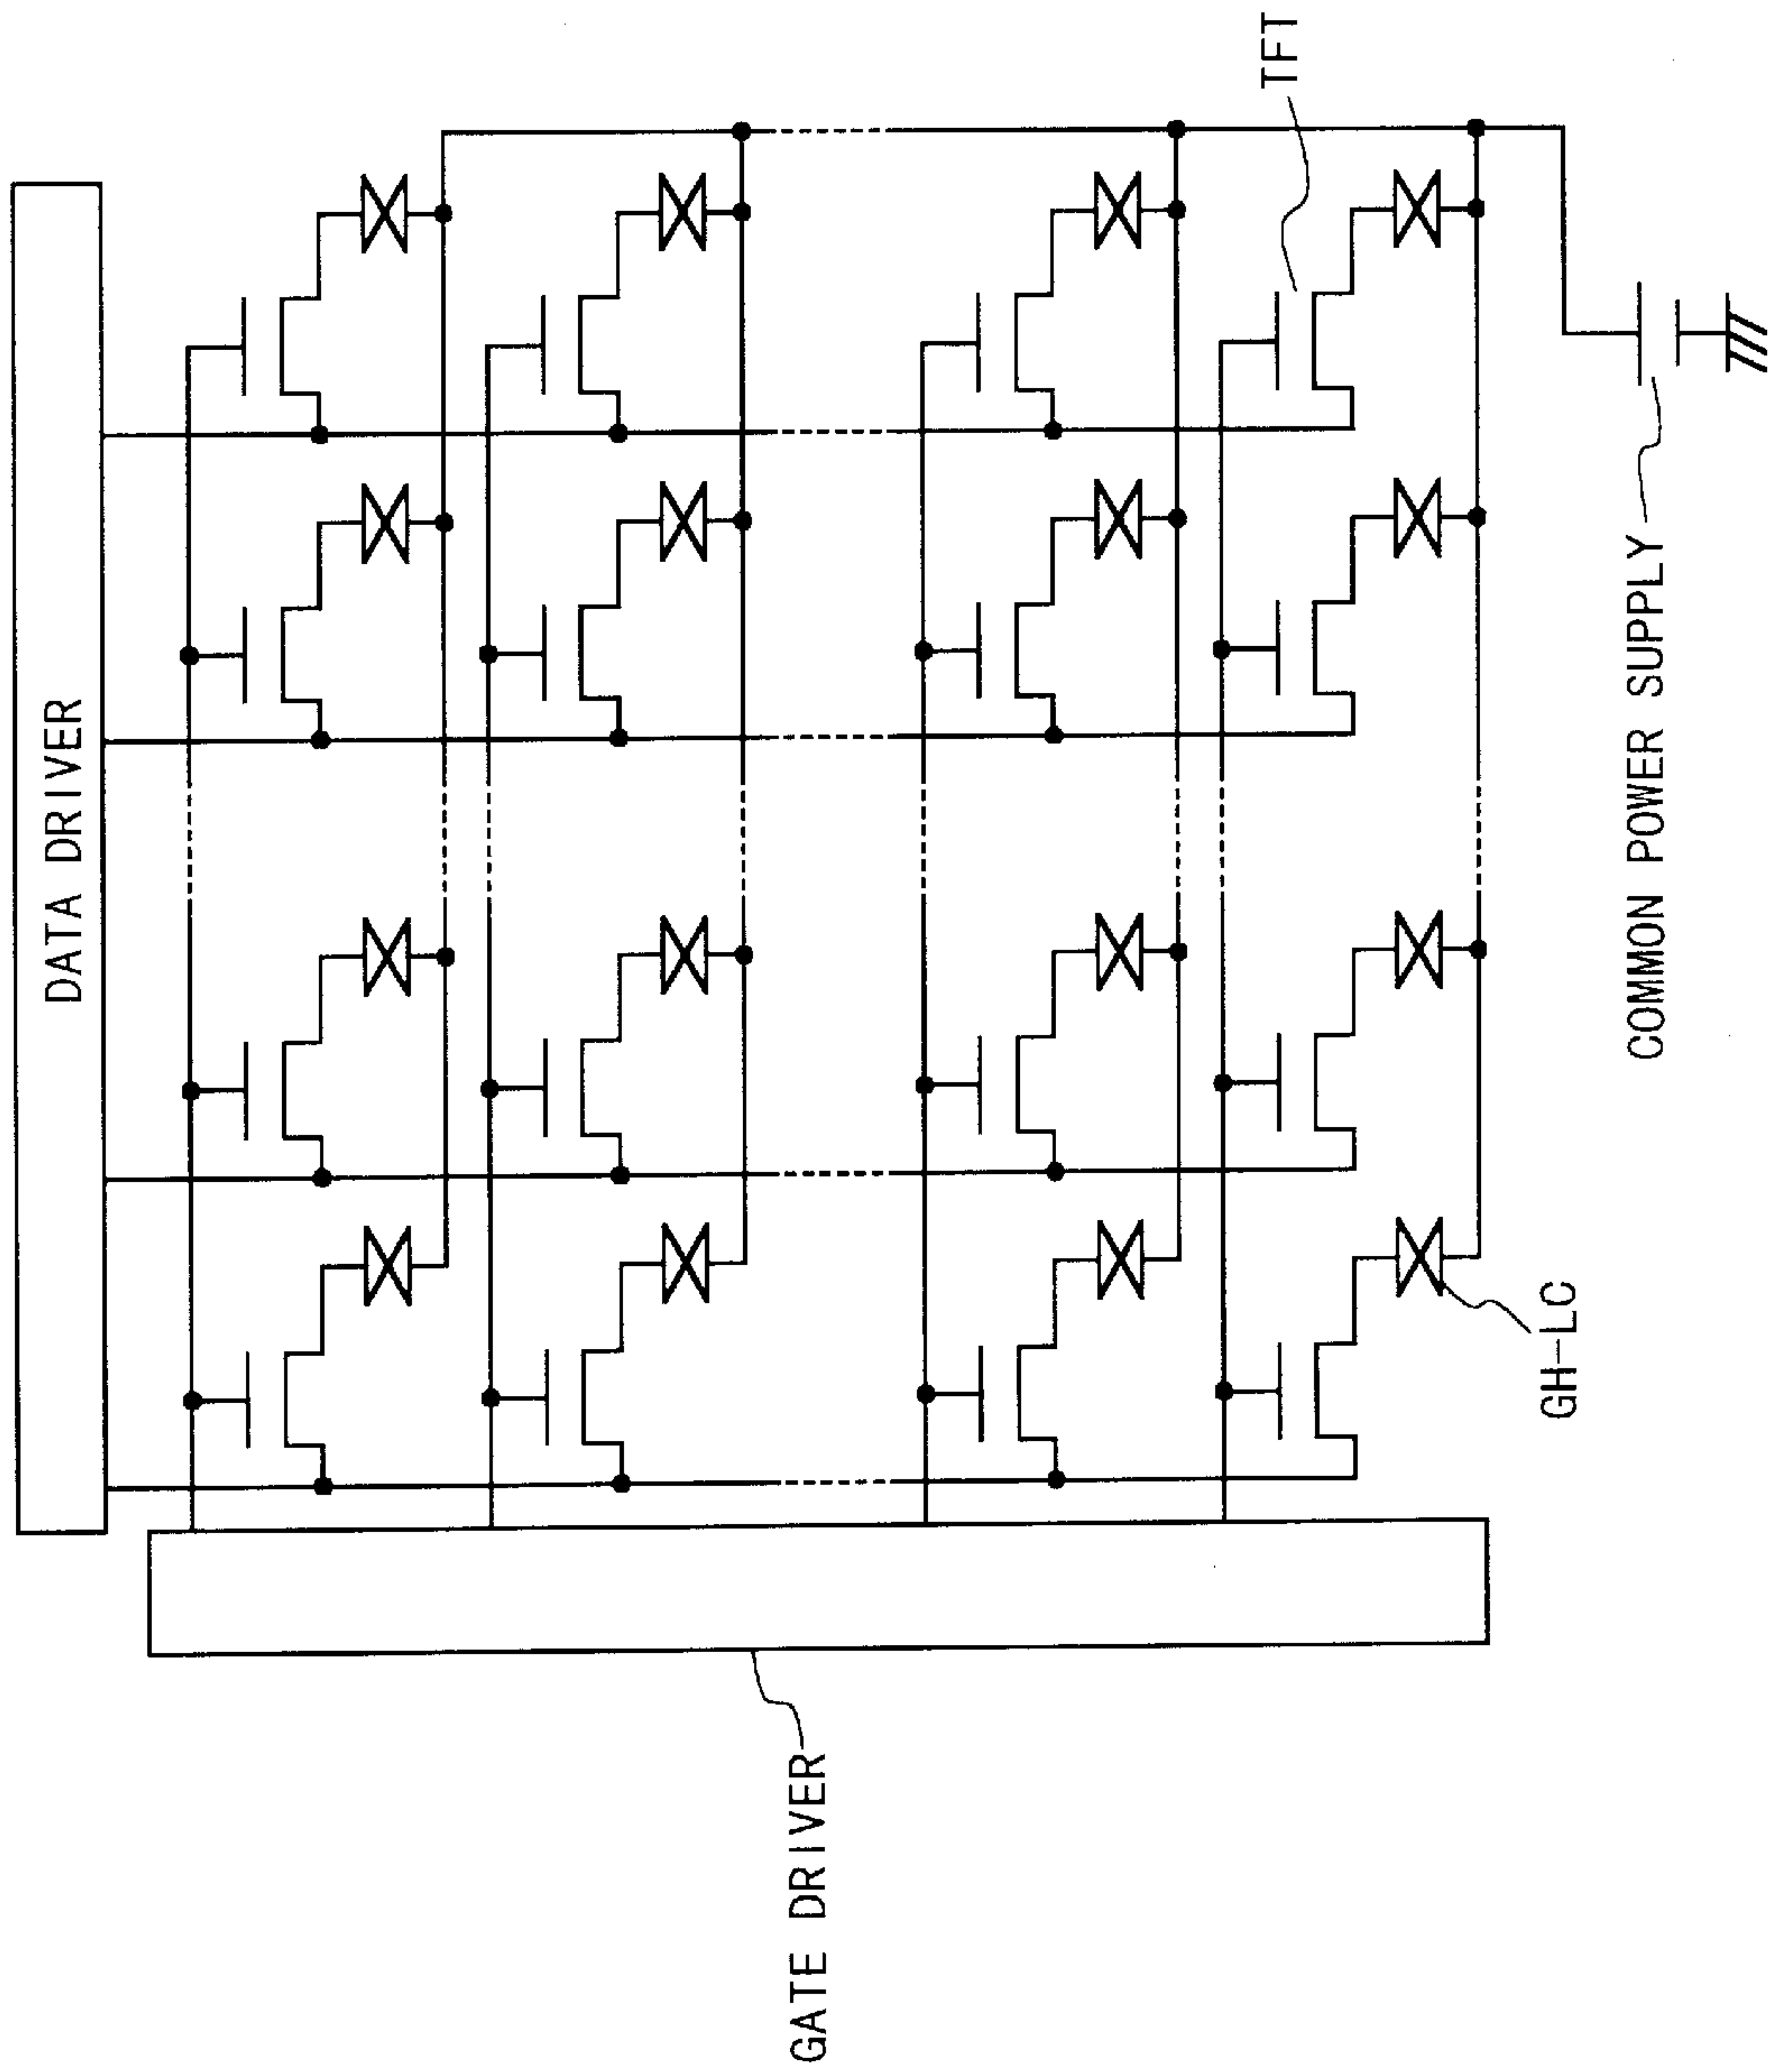 DATA DRIVER
TFT
COMMON POWER SUPPLY
GH-LC
GATE DRIVER